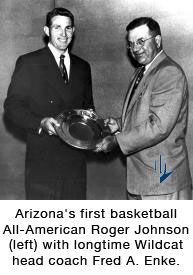 Arizona's first basketball
All-American Roger Johnson
(left) with longtime Wildcat
head coach Fred A. Enke.